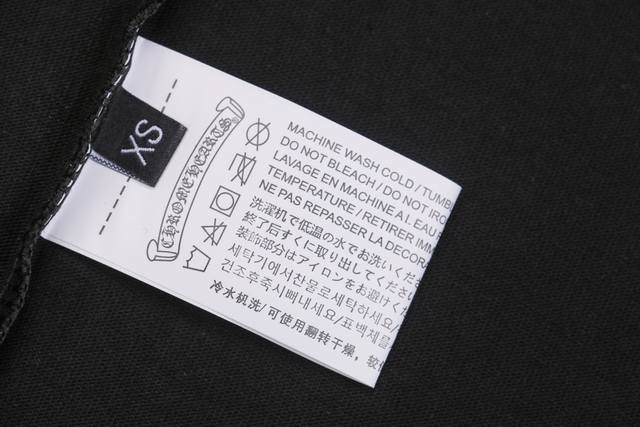 XS
CHROME HEARTS
MACHINE WASH COLD / TUMB
DO NOT BLEACH / DO NOT IRO
LAVAGE EN MACHINE A L EAU
TEMPERATURE / RETIRER IMM
NE PAS REPASSER LA DECOR
洗濯机で低温の水でお洗いくださ
終了后すぐに取り出してください
装飾部分はアイロンをお避けくだ
세탁기에서찬물로세탁하세요/
건조후즉시빼내세요/표백제를
冷水机洗/可使用翻转干燥，较